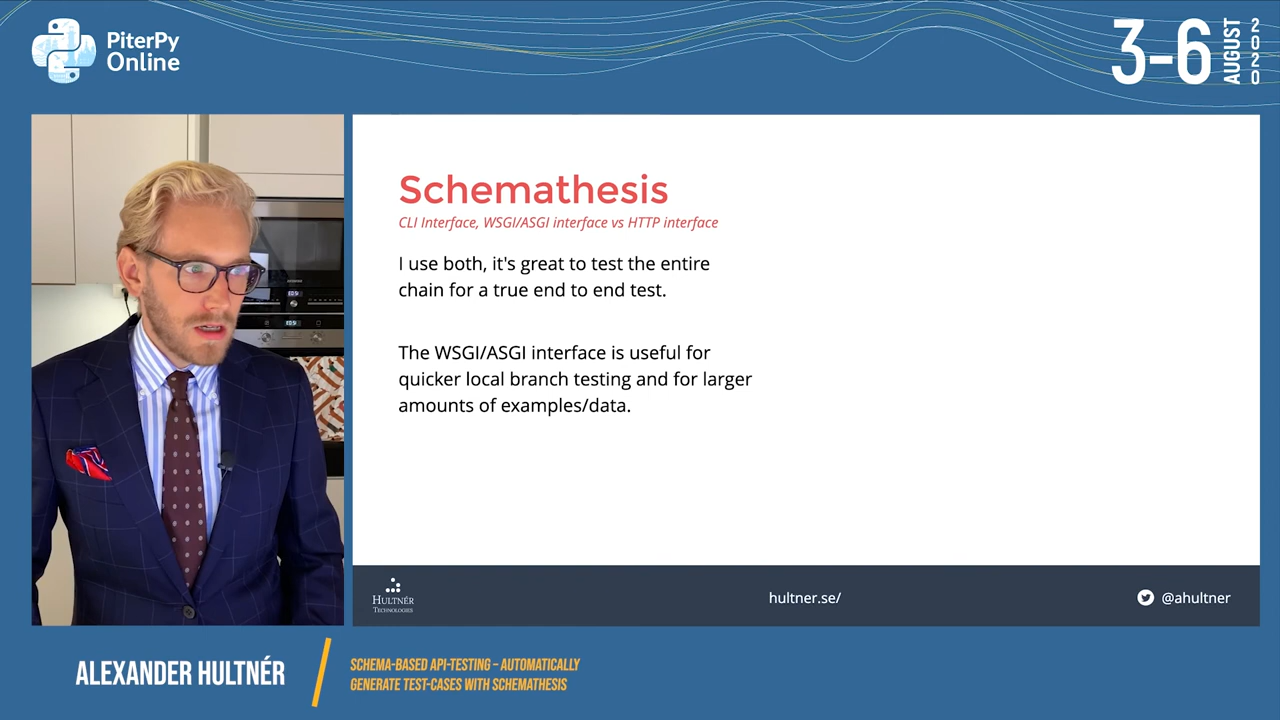 PiterPy
Online
3-6
AUGUST
2020
Schemathesis
CLI Interface, WSGI/ASGI interface vs HTTP interface
I use both, it's great to test the entire
chain for a true end to end test.
The WSGI/ASGI interface is useful for
quicker local branch testing and for larger
amounts of examples/data.
HULTNÉR
TECHNOLOGIES
hultner.se/
@ahultner
ALEXANDER HULTNÉR
SCHEMA-BASED API-TESTING – AUTOMATICALLY
GENERATE TEST-CASES WITH SCHEMATHESIS